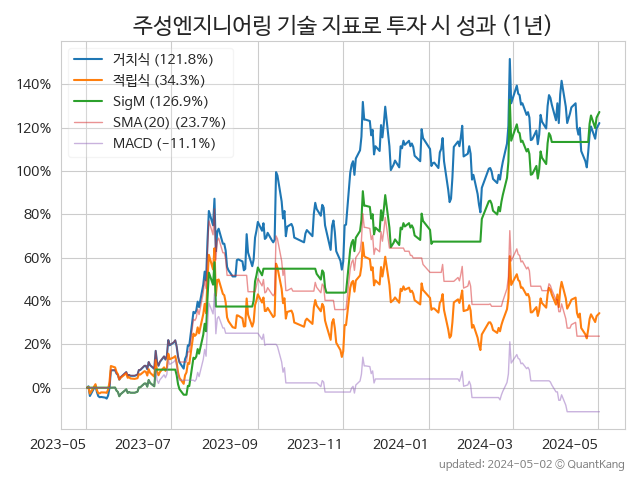 주성엔지니어링 기술 지표로 투자 시 성과 (1년)
거치식 (121.8%)
적립식 (34.3%)
SigM (126.9%)
SMA(20) (23.7%)
MACD (−11.1%)
140%
120%
100%
80%
60%
40%
20%
0%
2023-05 2023-07 2023-09 2023-11 2024-01 2024-03 2024-05
updated: 2024-05-02 © QuantKang